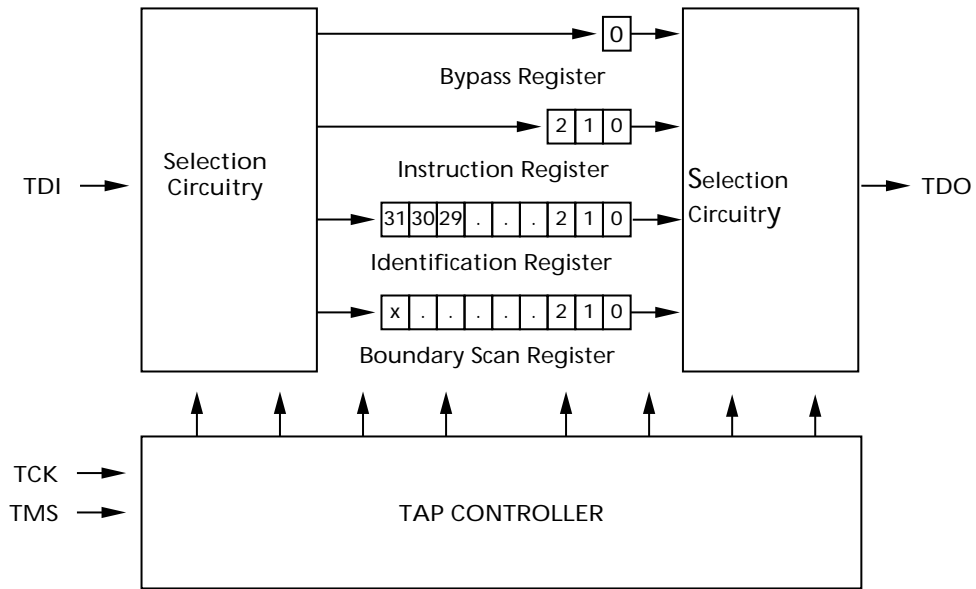 0
Bypass Register
2 1 0
Instruction Register
Selection
Circuitry
TDI
Selection
Circuitry
TDO
31 30 29 . . . 2 1 0
Identification Register
x . . . . . 2 1 0
Boundary Scan Register
TCK
TMS
TAP CONTROLLER